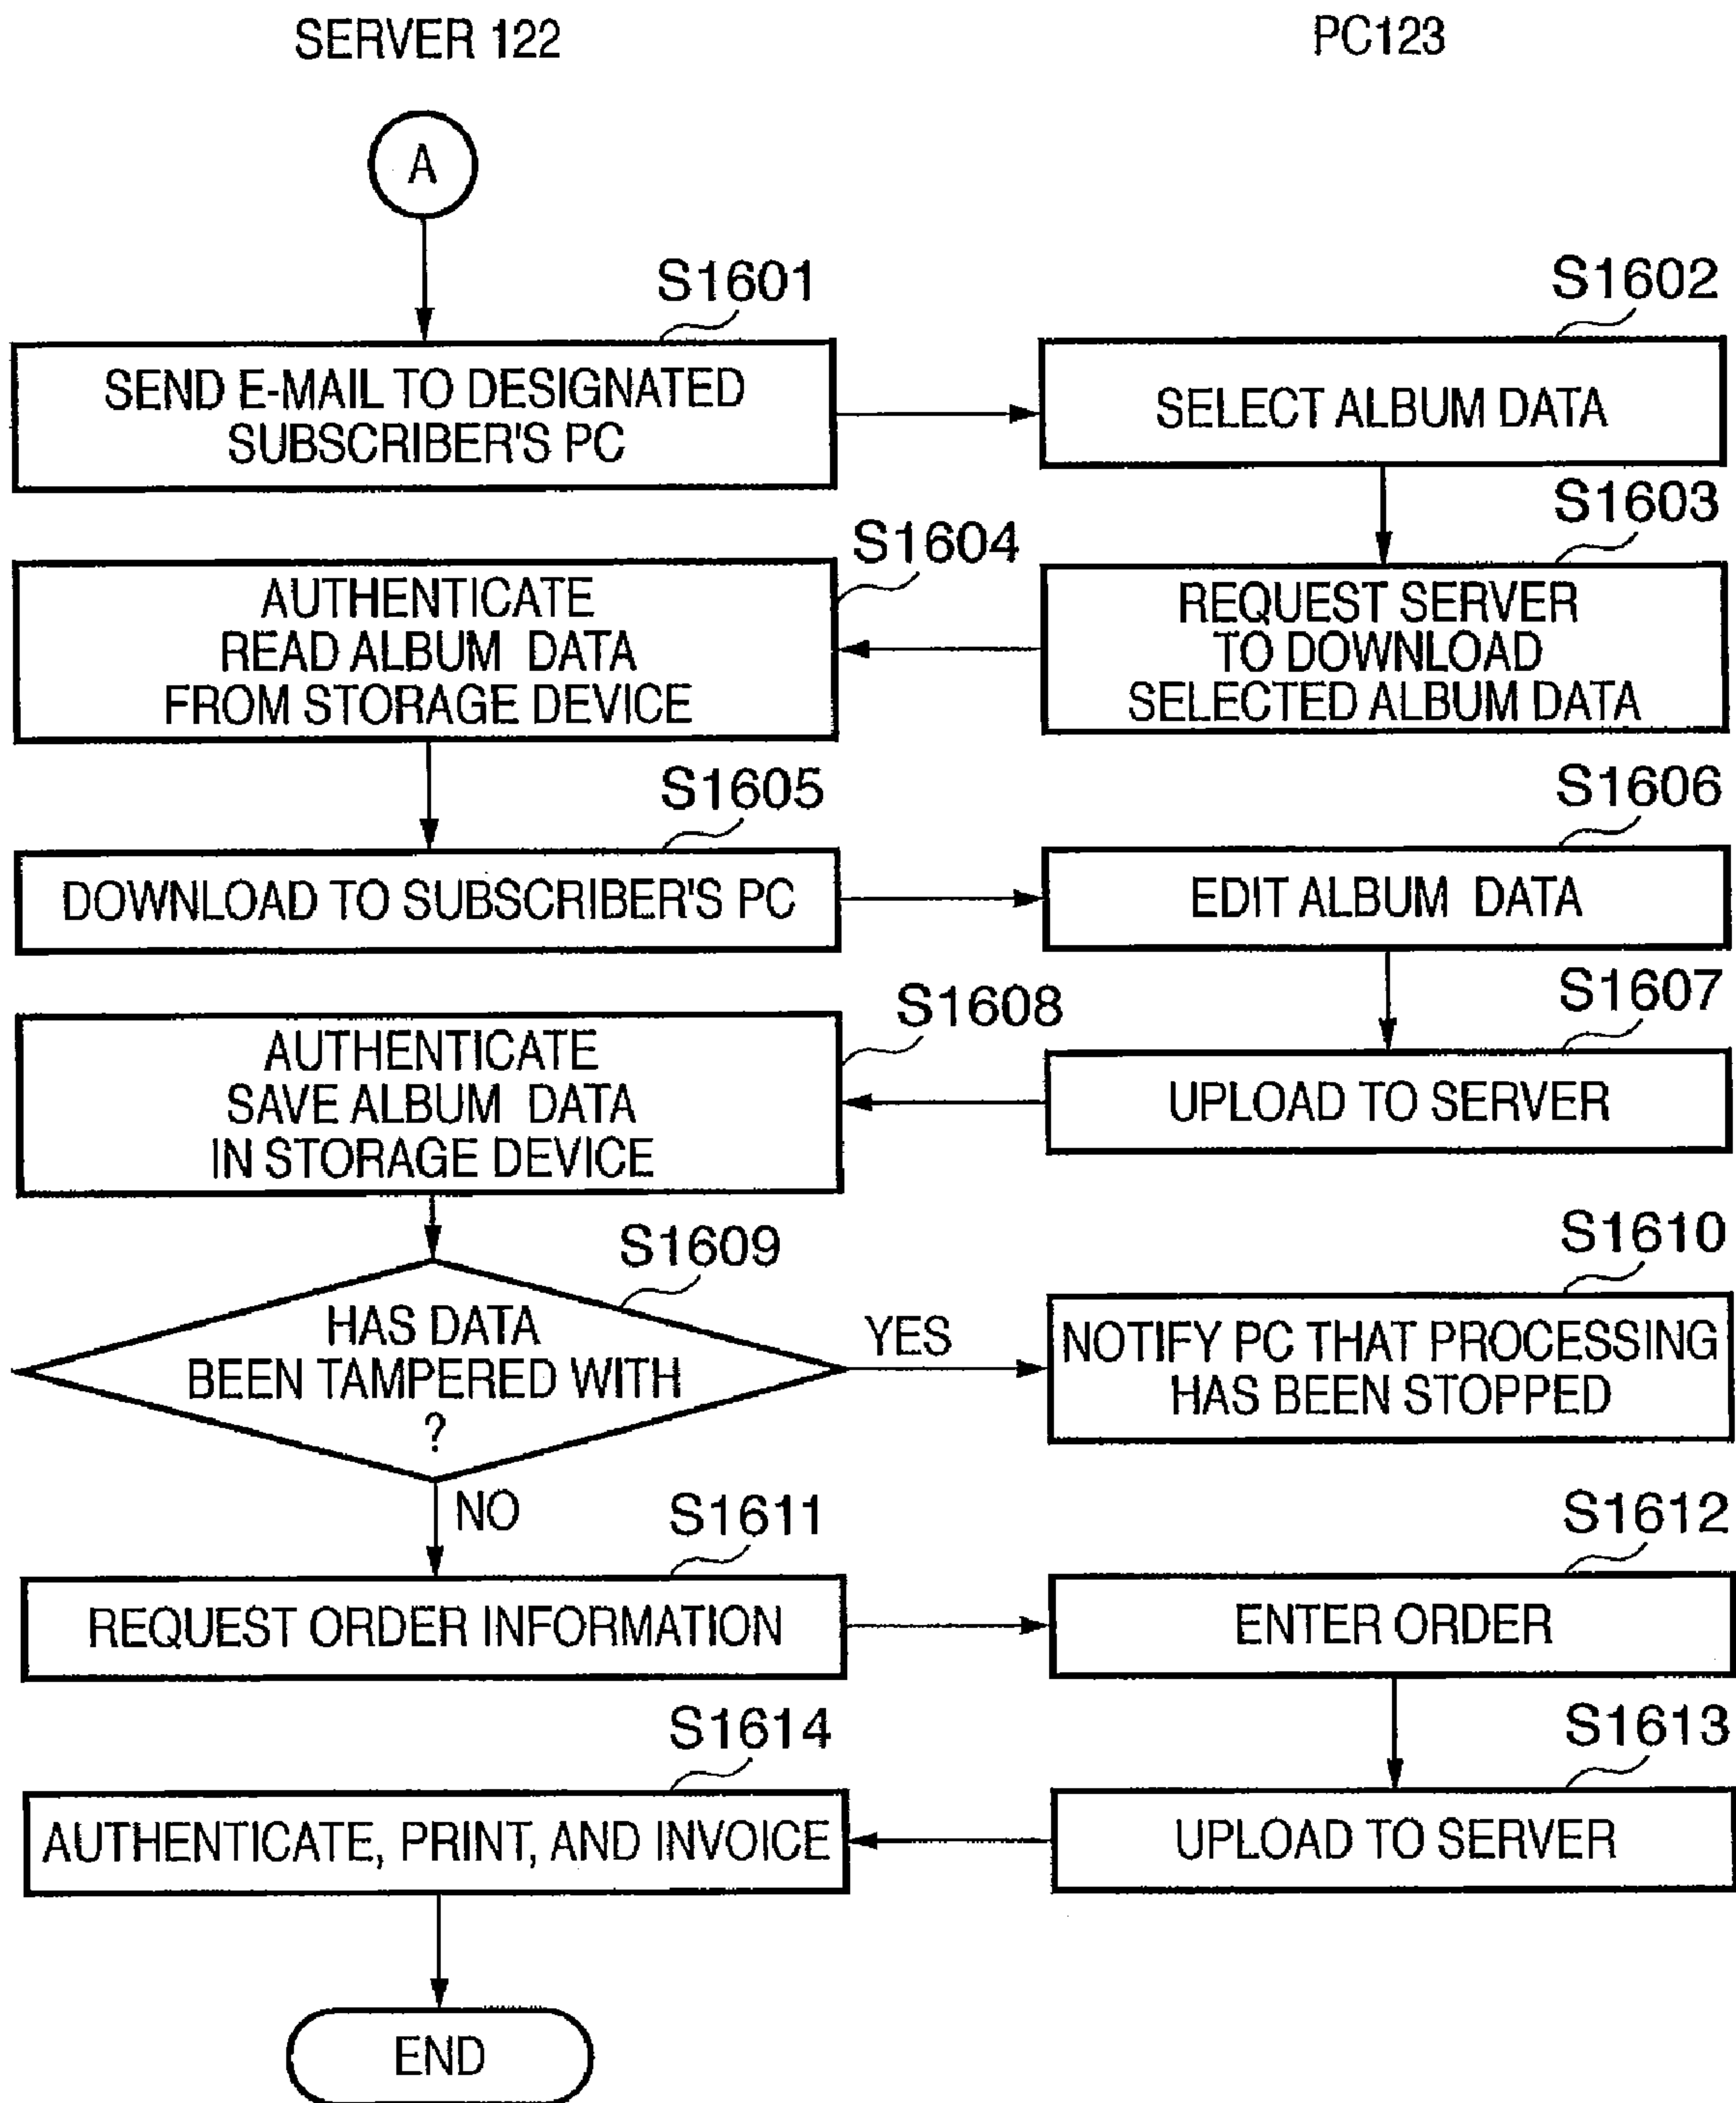 SERVER 122
PC123
A
S1601
SEND E-MAIL TO DESIGNATED
SUBSCRIBER'S PC
S1602
SELECT ALBUM DATA
S1603
REQUEST SERVER
TO DOWNLOAD
SELECTED ALBUM DATA
S1604
AUTHENTICATE
READ ALBUM DATA
FROM STORAGE DEVICE
S1605
DOWNLOAD TO SUBSCRIBER'S PC
S1606
EDIT ALBUM DATA
S1607
UPLOAD TO SERVER
S1608
AUTHENTICATE
SAVE ALBUM DATA
IN STORAGE DEVICE
S1609
HAS DATA
BEEN TAMPERED WITH
?
YES
S1610
NOTIFY PC THAT PROCESSING
HAS BEEN STOPPED
NO
S1611
REQUEST ORDER INFORMATION
S1612
ENTER ORDER
S1613
UPLOAD TO SERVER
S1614
AUTHENTICATE, PRINT, AND INVOICE
END